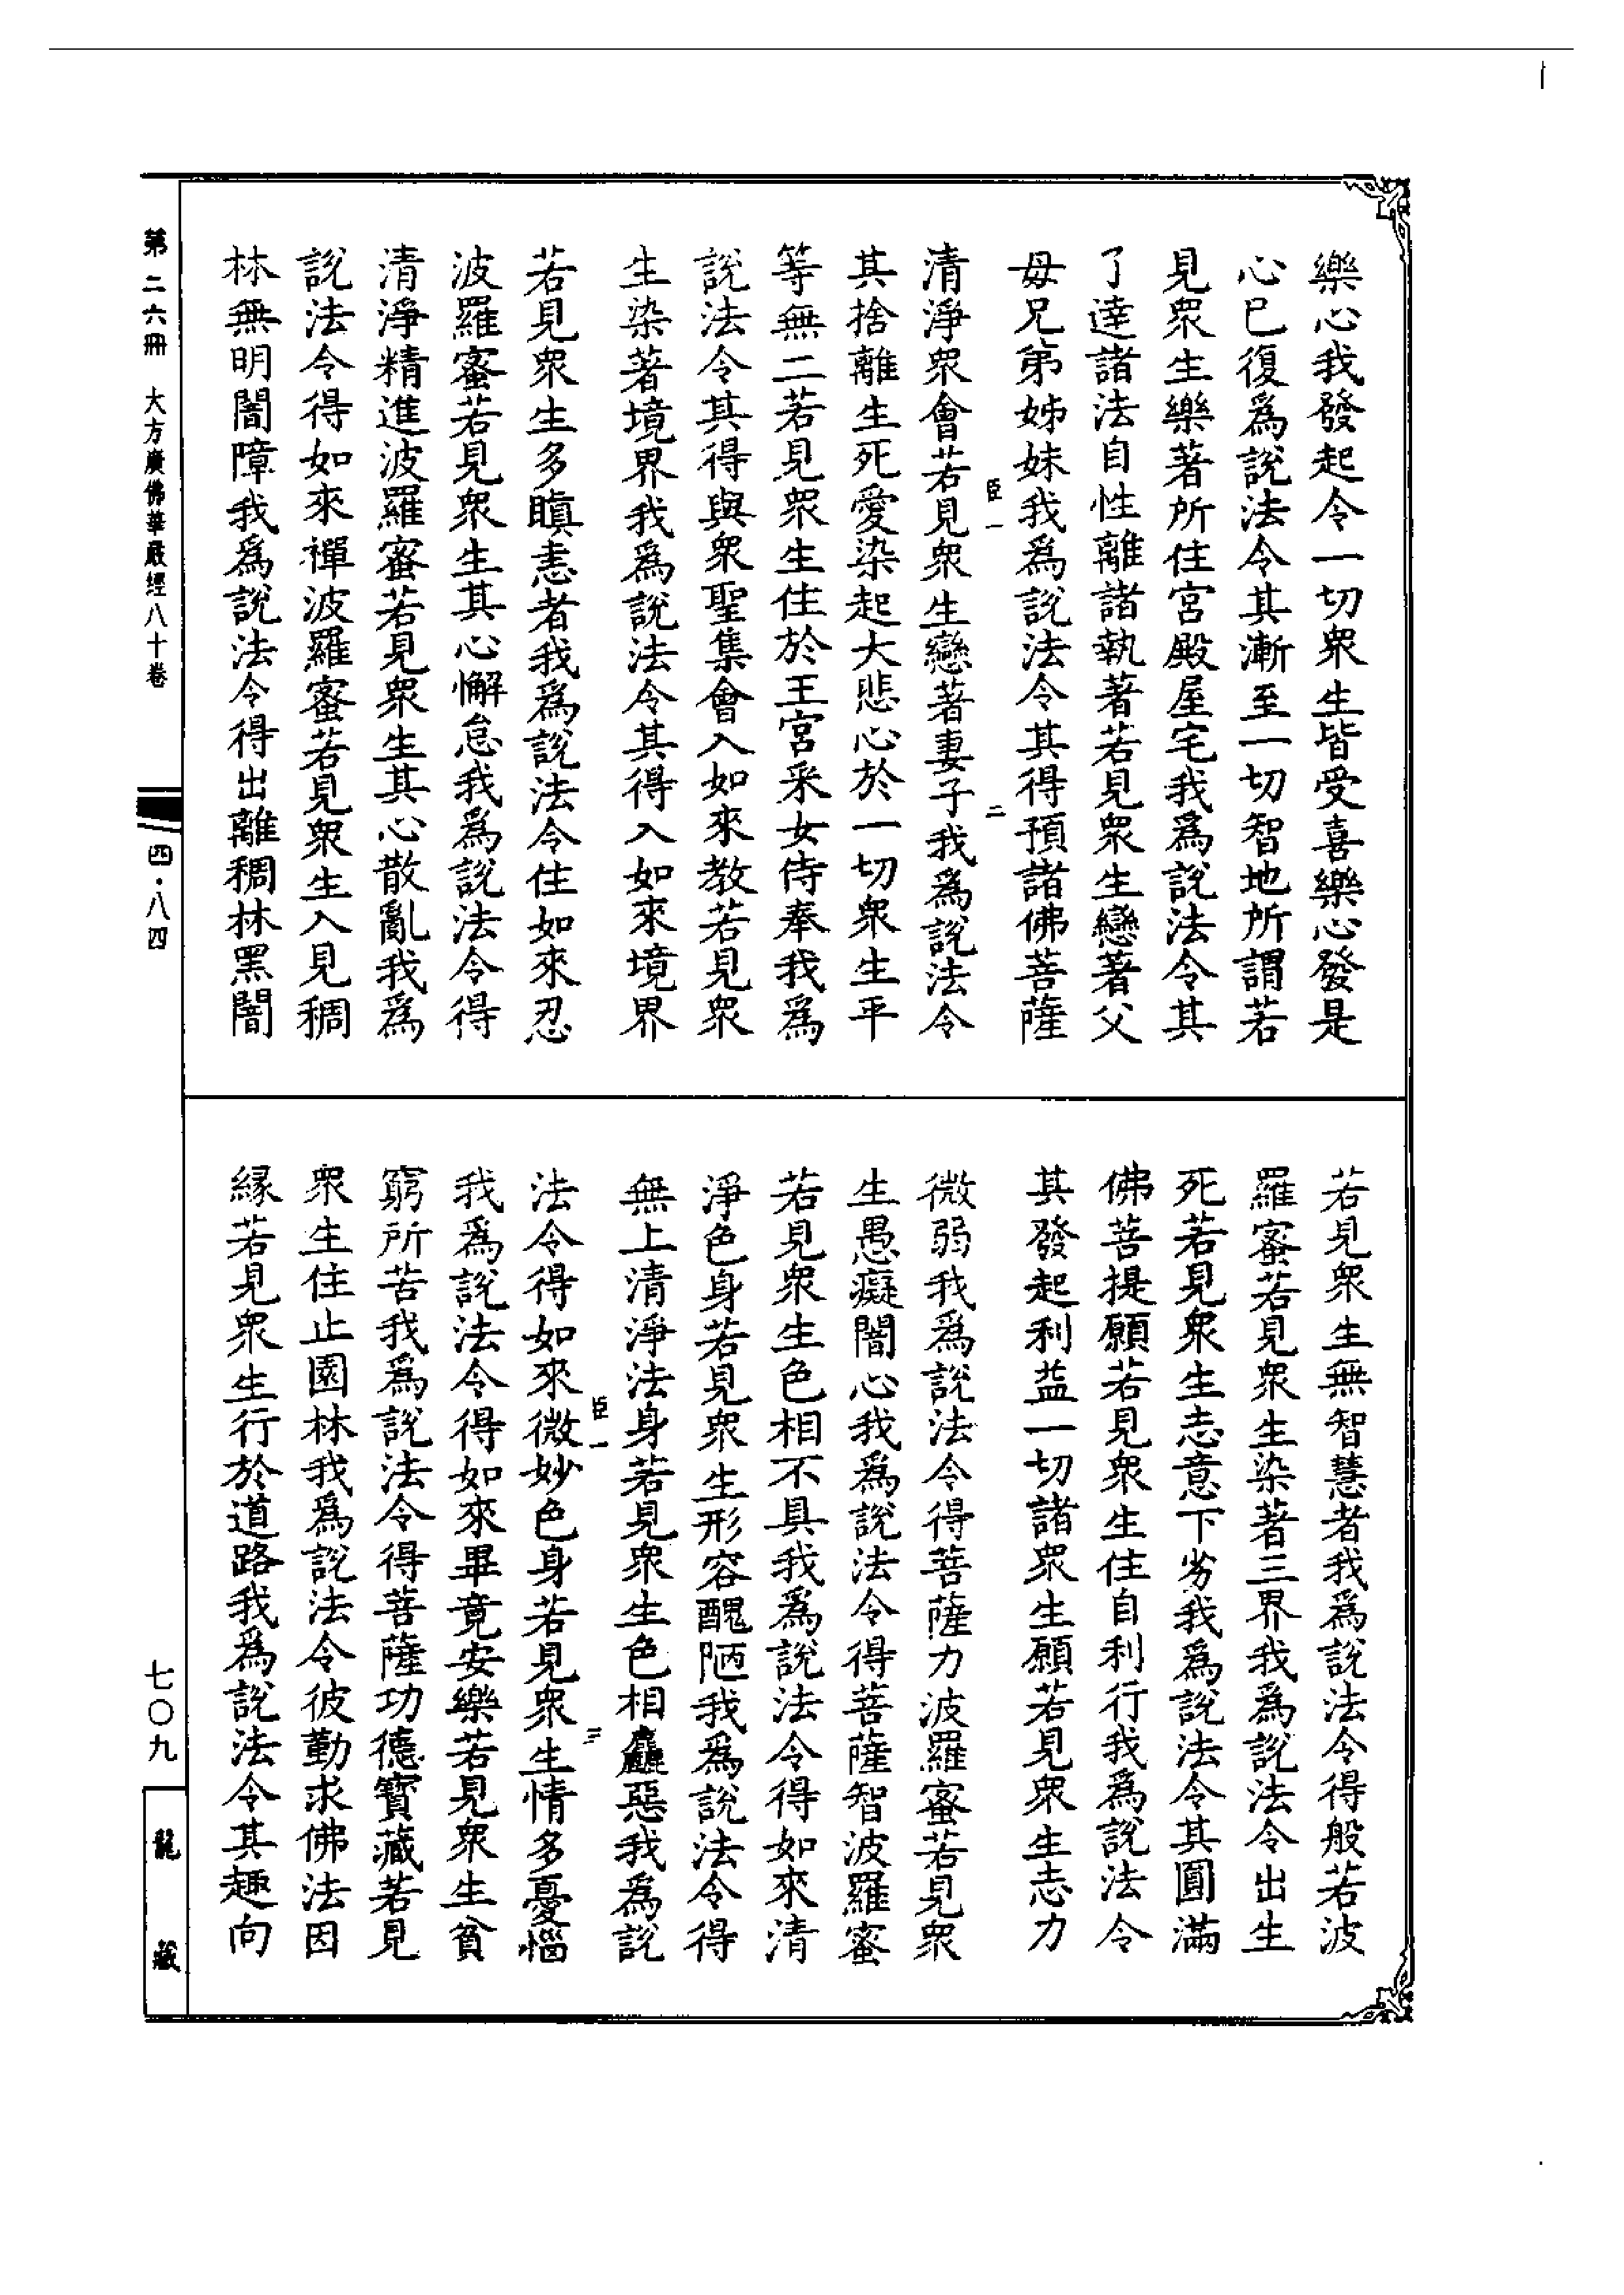 樂心我發起令一切衆生皆受喜樂心發是
心已復爲說法令其漸至一切智地所謂若
見衆生樂著所住宮殿屋宅我爲說法令其
了達諸法自性離諸執著若見衆生戀著父
母兄弟姊妹我爲說法令其得預諸佛菩薩
臣一
二
清淨衆會若見衆生戀著妻子我爲說法令
其捨離生死愛染起大悲心於一切衆生平
等無二若見衆生住於王宮采女侍奉我爲
說法令其得與衆聖集會入如來教若見衆
生染著境界我爲說法令其得入如來境界
若見衆生多瞋恚者我爲說法令住如來忍
波羅蜜若見衆生其心懈怠我爲說法令得
清淨精進波羅蜜若見衆生其心散亂我爲
說法令得如來禪波羅蜜若見衆生入見稠
林無明闇障我爲說法令得出離稠林黑闇
若見衆生無智慧者我爲說法令得般若波
羅蜜若見衆生染著三界我爲說法令出生
死若見衆生志意下劣我爲說法令其圓滿
佛菩提願若見衆生住自利行我爲說法令
其發起利益一切諸衆生願若見衆生志力
微弱我爲說法令得菩薩力波羅蜜若見衆
生愚癡闇心我爲說法令得菩薩智波羅蜜
若見衆生色相不具我爲說法令得如來清
淨色身若見衆生形容醜陋我爲說法令得
無上清淨法身若見衆生色相麤惡我爲說
臣一
三
法令得如來微妙色身若見衆生情多憂惱
我爲說法令得如來畢竟安樂若見衆生貧
窮所苦我爲說法令得菩薩功德寶藏若見
衆生住止園林我爲說法令彼勤求佛法因
緣若見衆生行於道路我爲說法令其趣向
第二六冊 大方廣佛華嚴經八十卷
四·八四
七〇九
龍藏